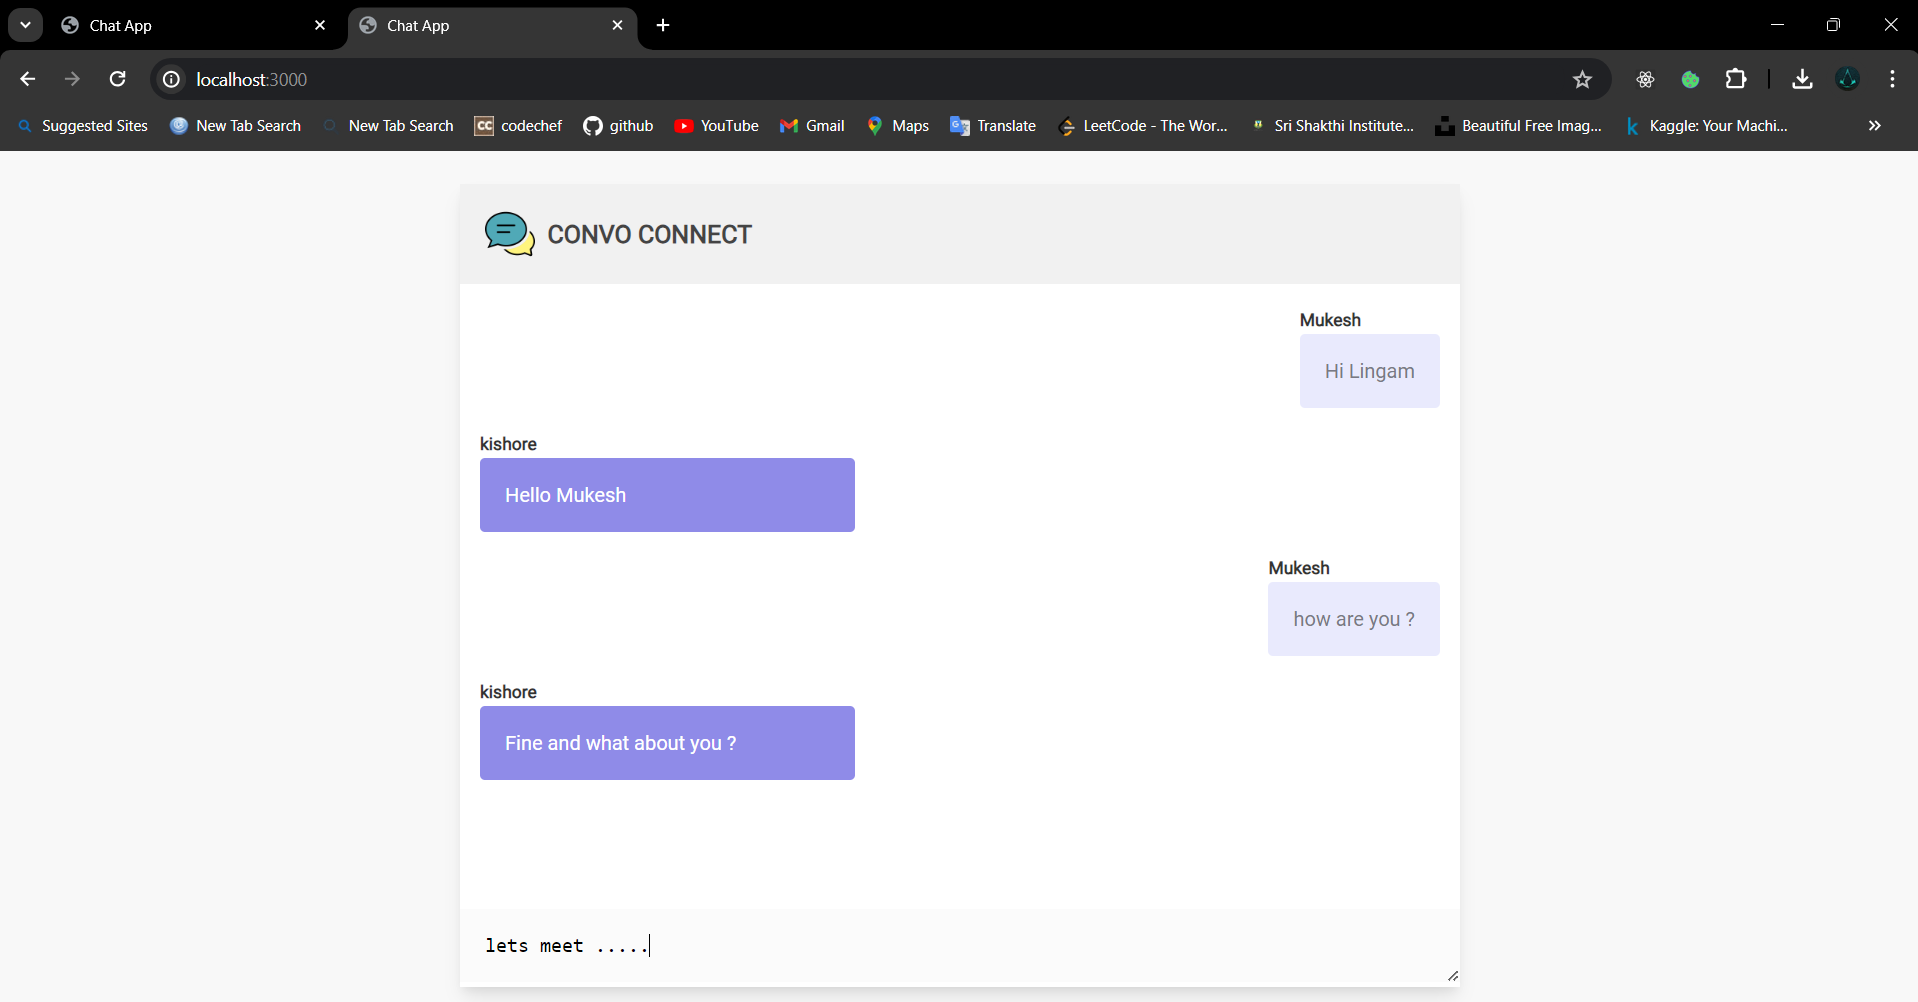 Chat App
Chat App
localhost:3000
Suggested Sites New Tab Search New Tab Search CC codechef github YouTube Gmail Maps Translate LeetCode - The Wor... Sri Shakthi Institute... Beautiful Free Imag... k Kaggle: Your Machi...
CONVO CONNECT
Mukesh
Hi Lingam
kishore
Hello Mukesh
Mukesh
how are you ?
kishore
Fine and what about you ?
lets meet .....